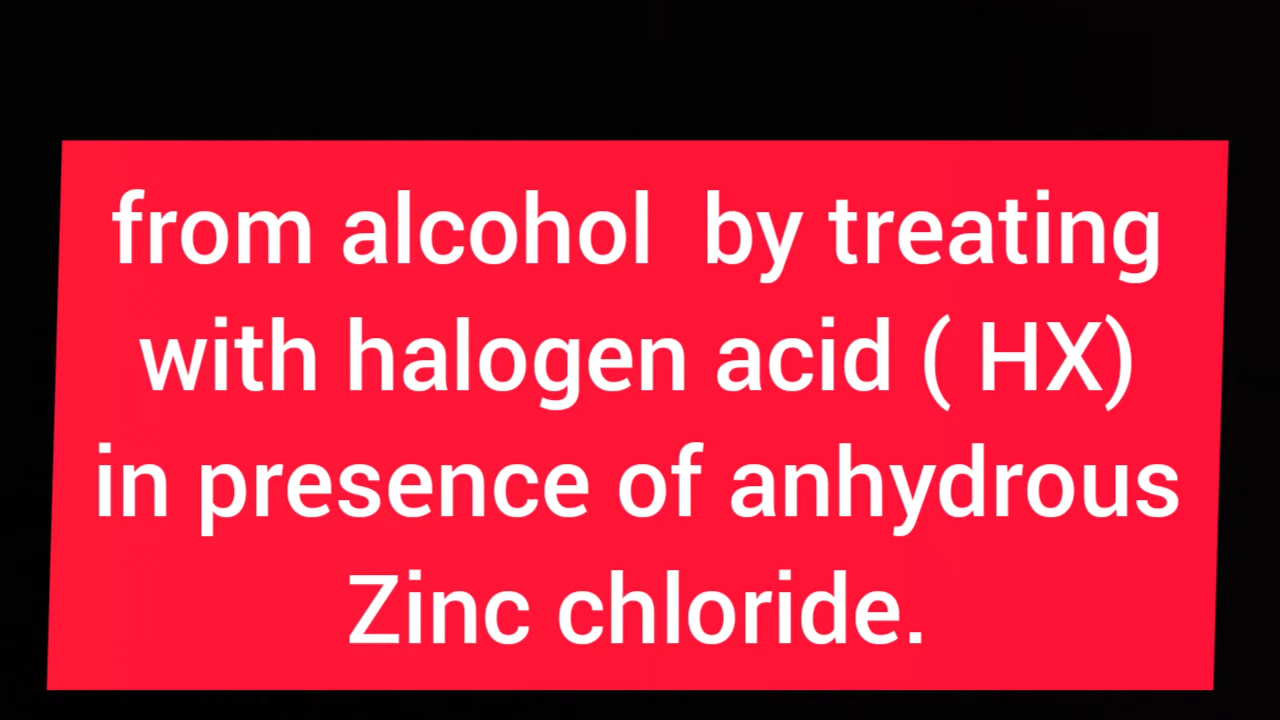 from alcohol  by treating
with halogen acid ( HX)
in presence of anhydrous
Zinc chloride.